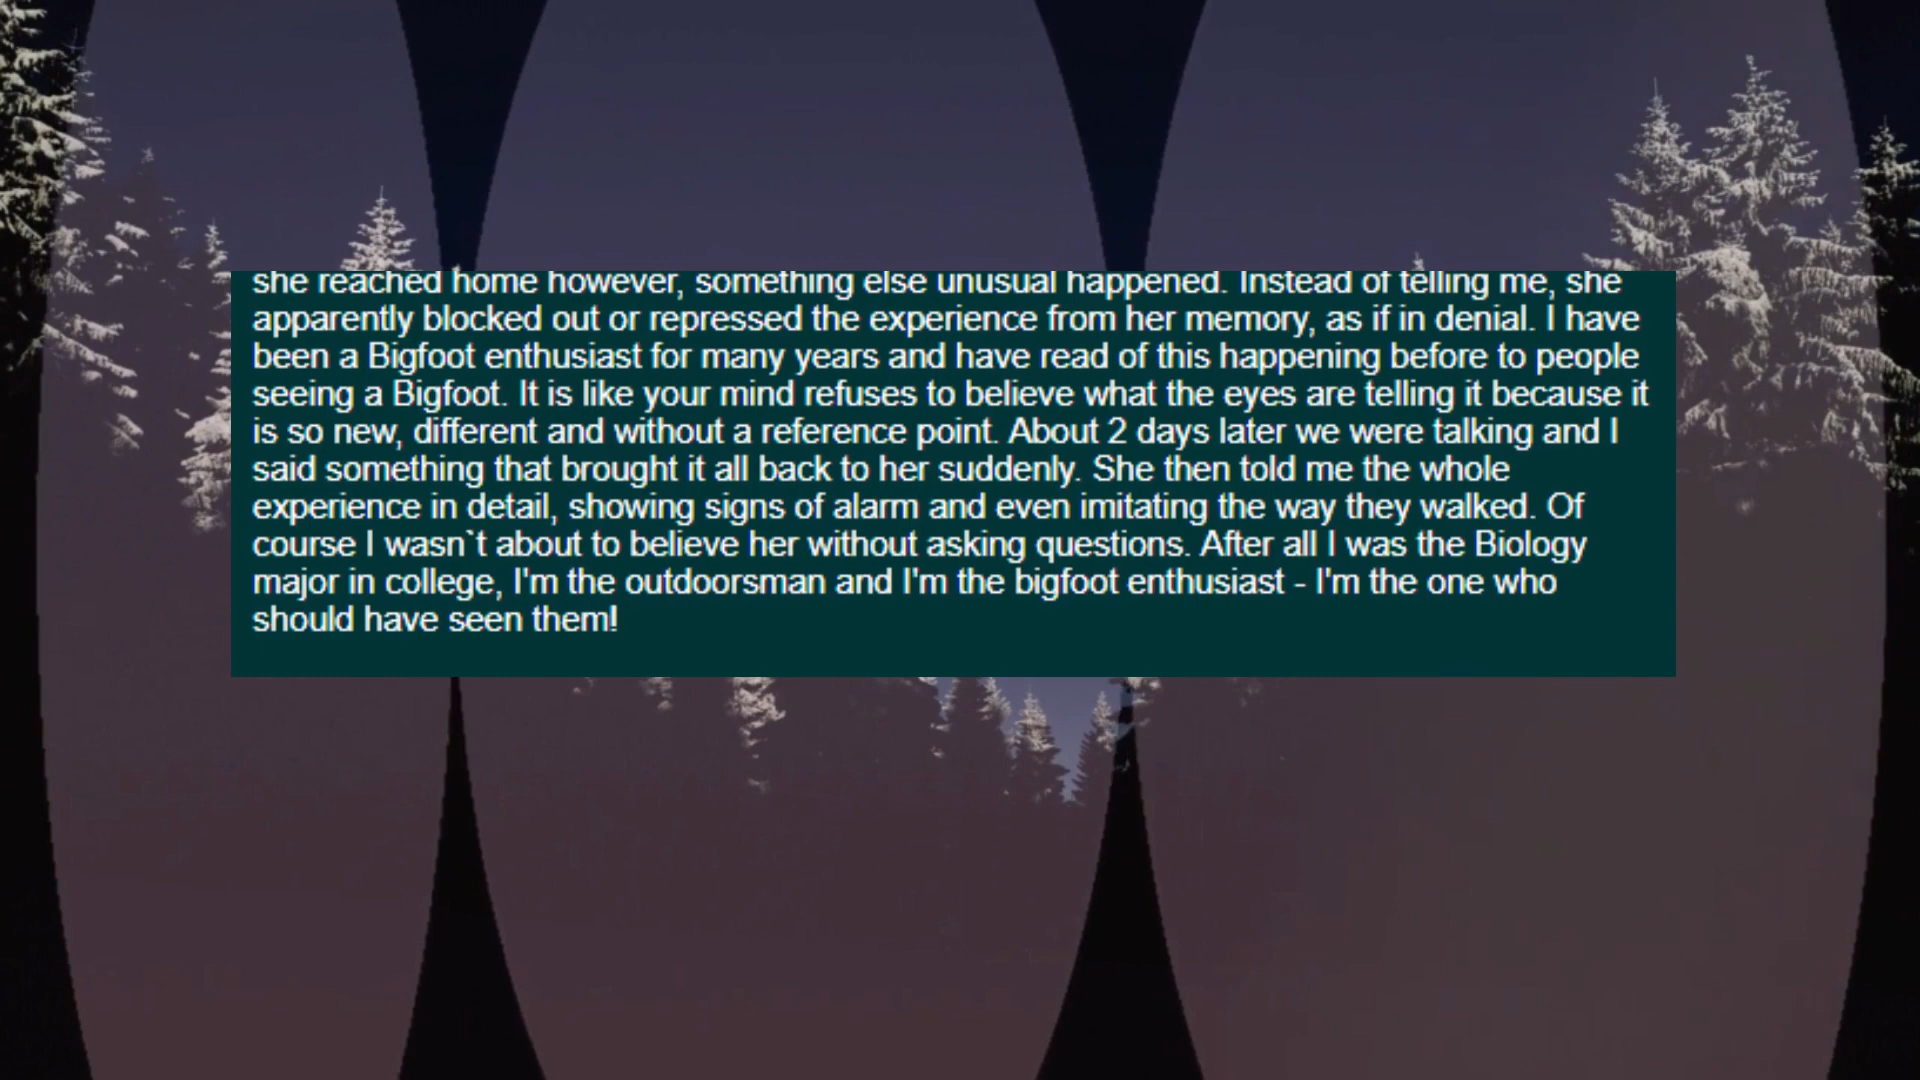 she reached home however, something else unusual happened. Instead of telling me, she
apparently blocked out or repressed the experience from her memory, as if in denial. I have
been a Bigfoot enthusiast for many years and have read of this happening before to people
seeing a Bigfoot. It is like your mind refuses to believe what the eyes are telling it because it
is so new, different and without a reference point. About 2 days later we were talking and I
said something that brought it all back to her suddenly. She then told me the whole
experience in detail, showing signs of alarm and even imitating the way they walked. Of
course I wasn`t about to believe her without asking questions. After all I was the Biology
major in college, I'm the outdoorsman and I'm the bigfoot enthusiast - I'm the one who
should have seen them!